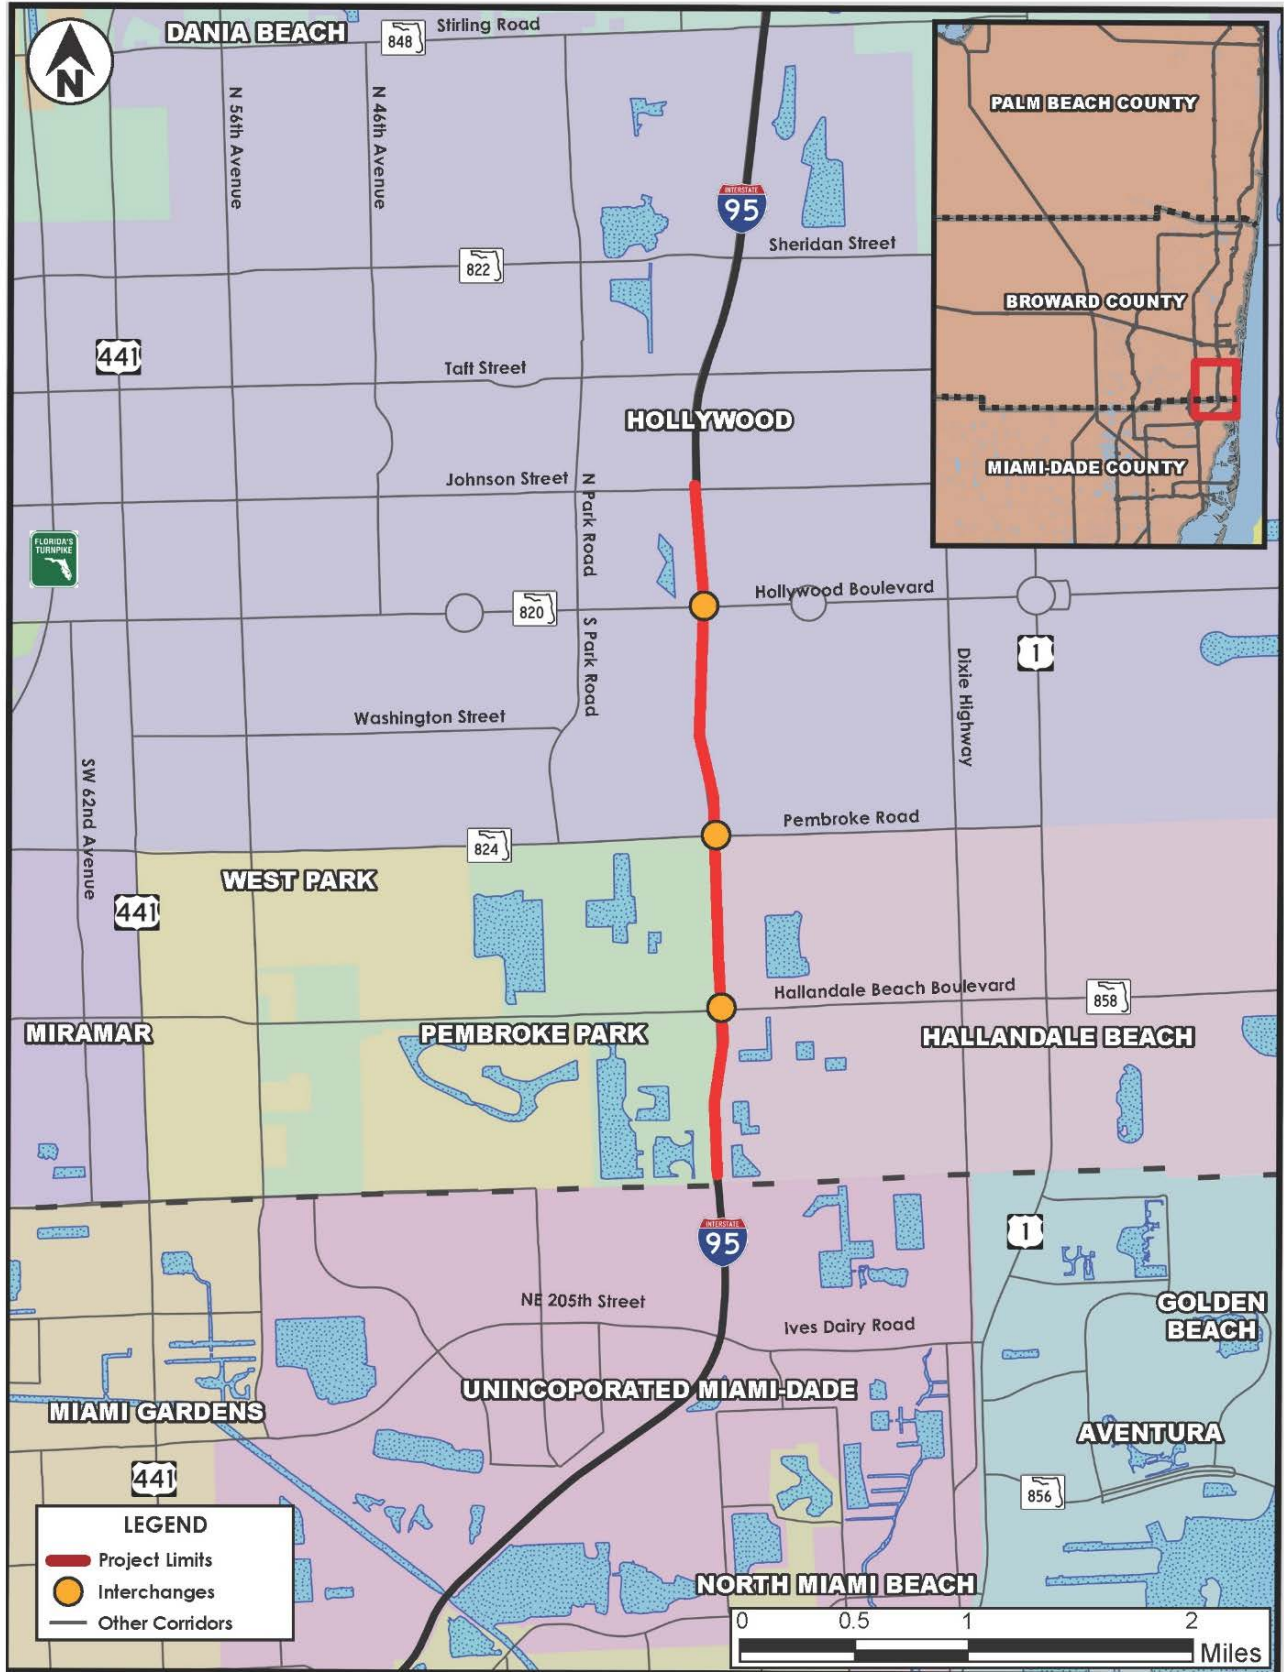 DANIA BEACH
848
Stirling Road
N
N 56th Avenue
N 46th Avenue
PALM BEACH COUNTY
INTERSTATE
95
Sheridan Street
822
BROWARD COUNTY
441
Taft Street
HOLLYWOOD
MIAMI-DADE COUNTY
Johnson Street
N Park Road
FLORIDA'S
TURNPIKE
Hollywood Boulevard
820
S Park Road
1
Dixie Highway
Washington Street
SW 62nd Avenue
Pembroke Road
824
WEST PARK
441
Hallandale Beach Boulevard
858
MIRAMAR
PEMBROKE PARK
HALLANDALE BEACH
INTERSTATE
95
1
NE 205th Street
GOLDEN
BEACH
Ives Dairy Road
UNINCOPORATED MIAMI-DADE
MIAMI GARDENS
AVENTURA
441
856
LEGEND
Project Limits
Interchanges
Other Corridors
NORTH MIAMI BEACH
0 0.5 1 2
Miles